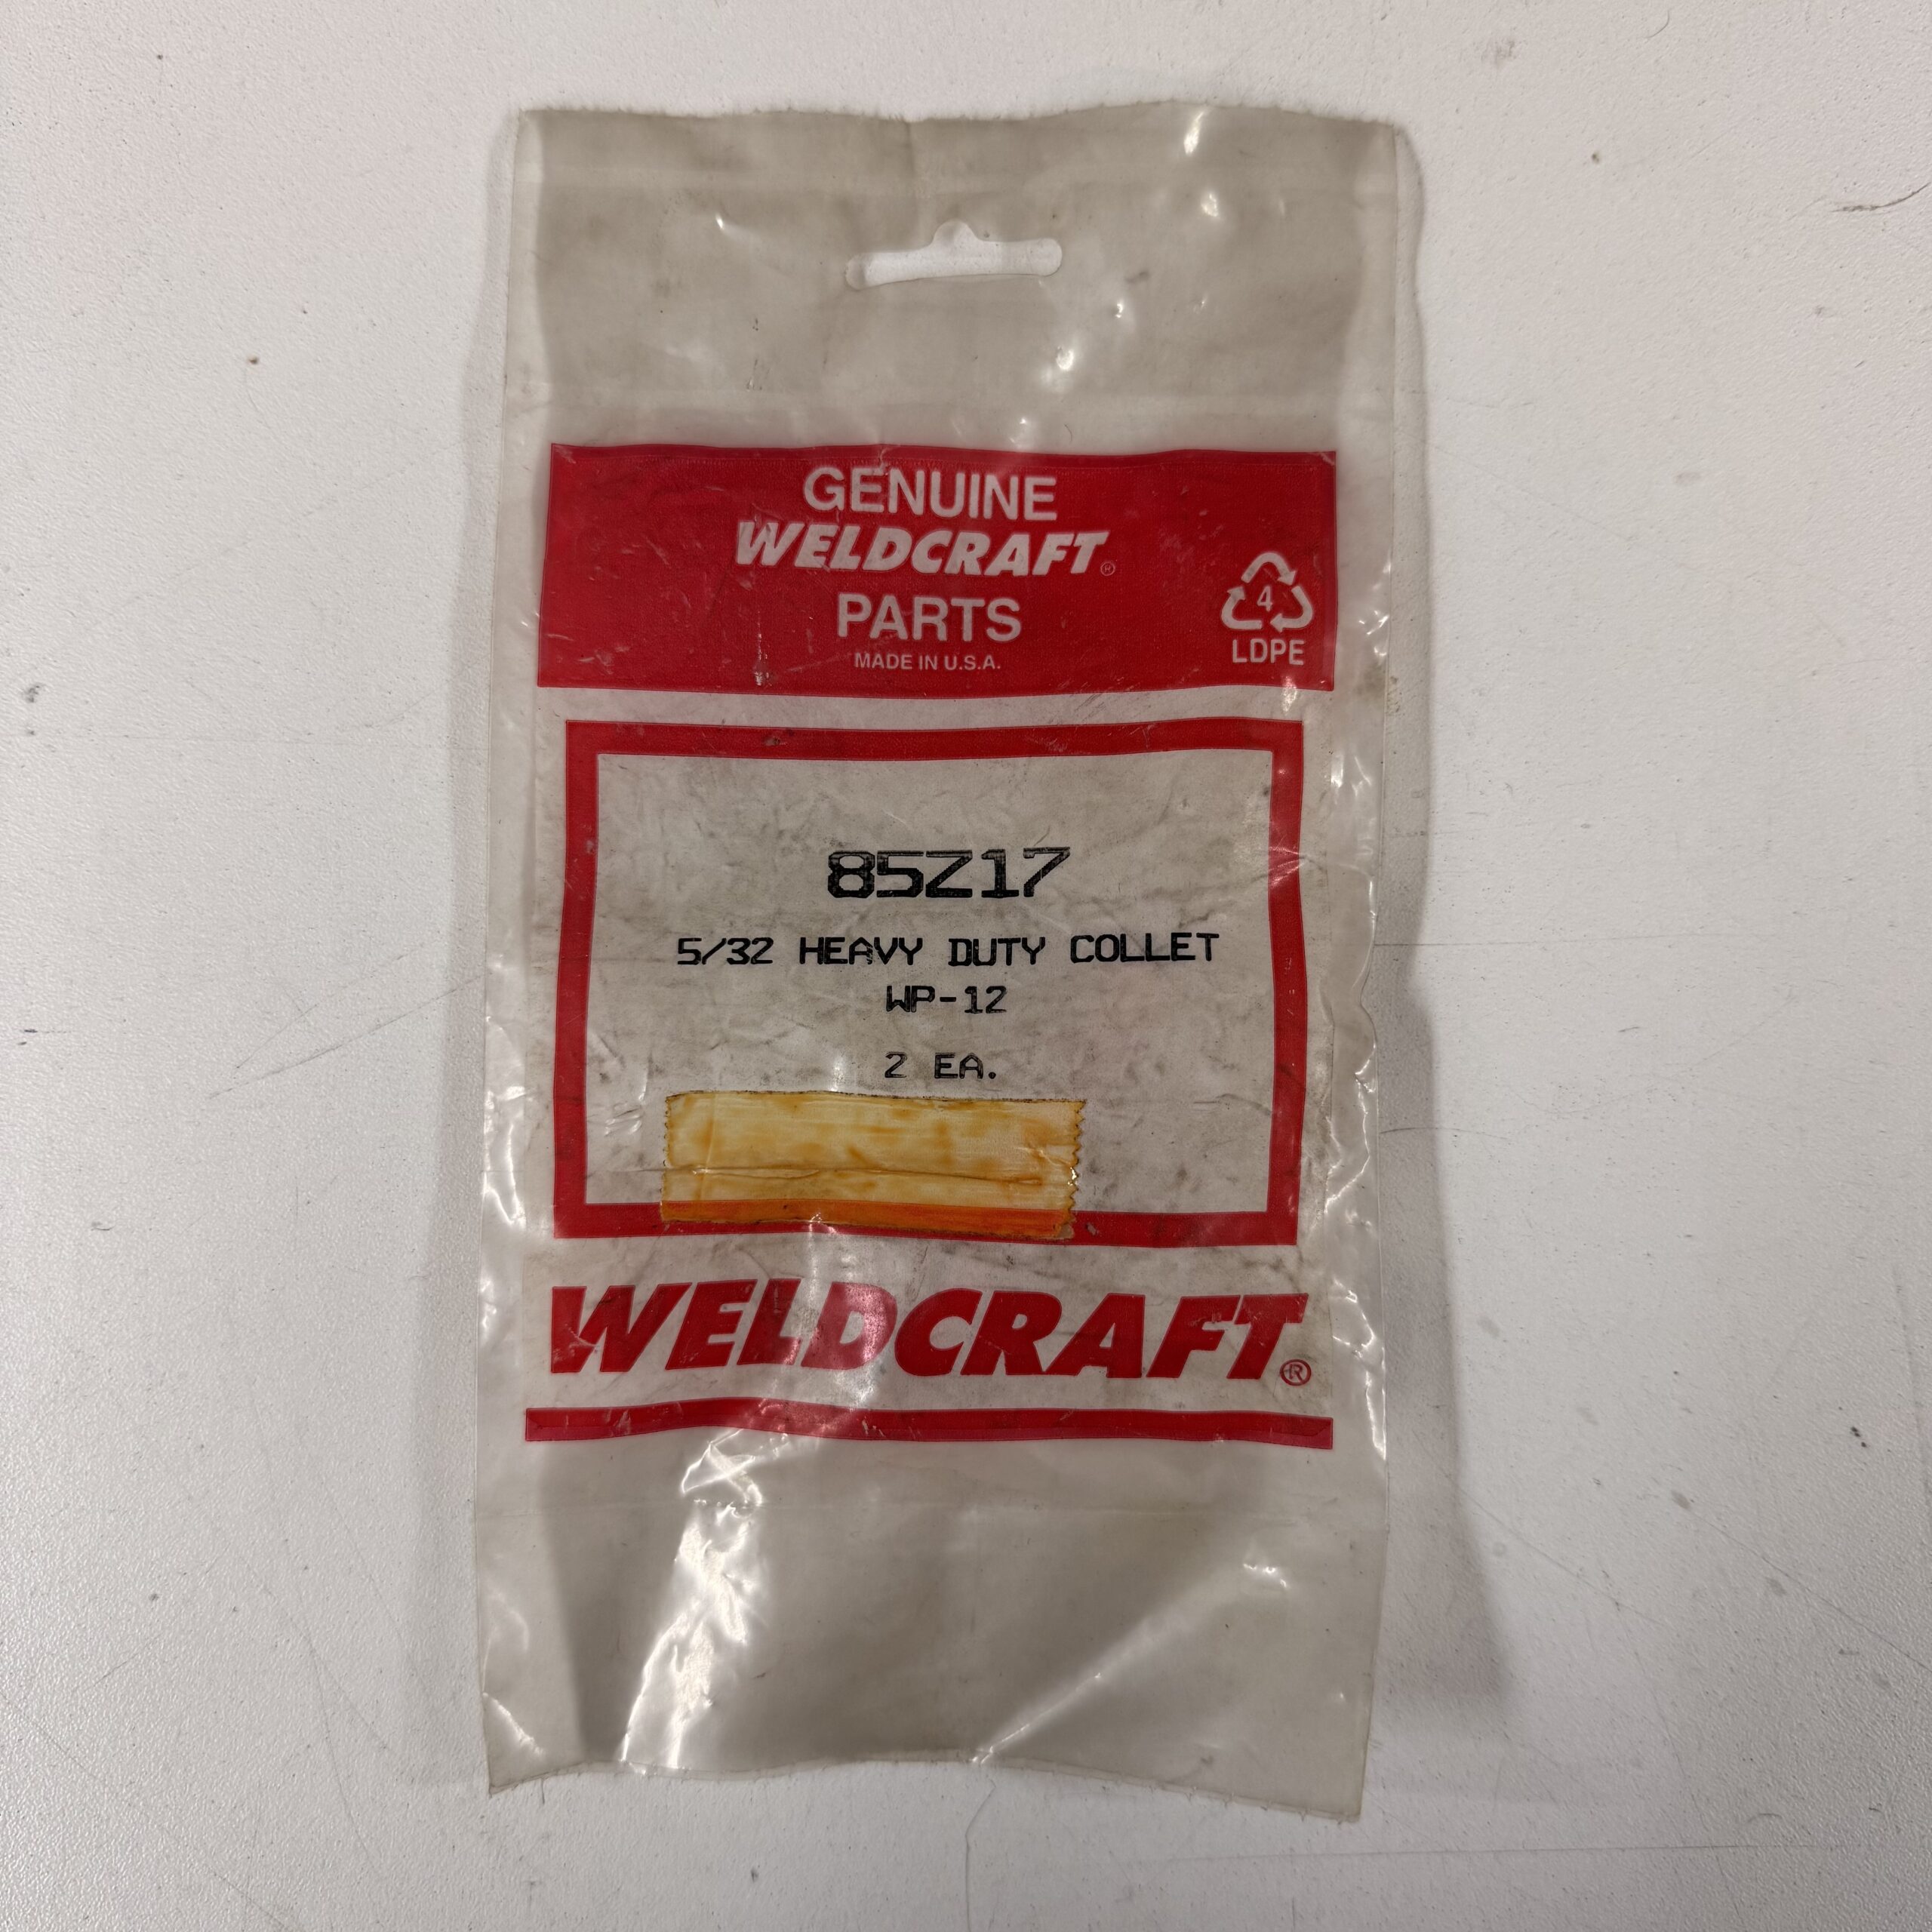 GENUINE
WELDCRAFT®
PARTS
MADE IN U.S.A.
4
LDPE
85Z17
5/32 HEAVY DUTY COLLET
WP-12
2 EA.
WELDCRAFT®